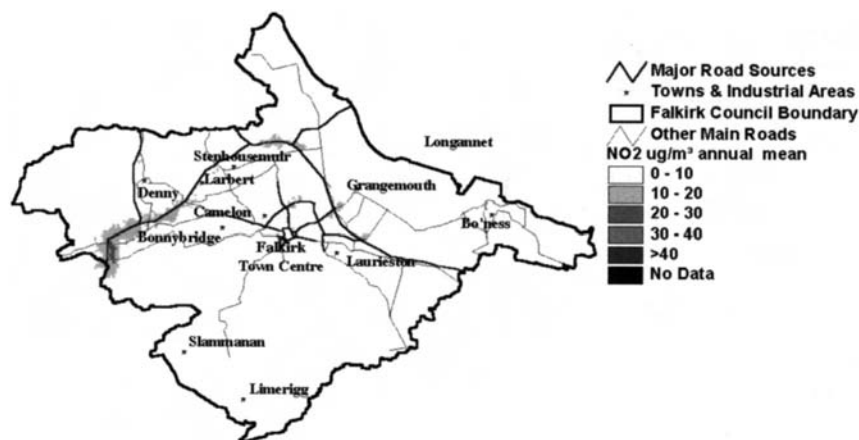 Major Road Sources
Towns & Industrial Areas
Falkirk Council Boundary
Other Main Roads
NO2 ug/m³ annual mean
0 - 10
10 - 20
20 - 30
30 - 40
>40
No Data
Longannet
Stenhousemuir
Larbert
Denny
Grangemouth
Camelon
Bo'ness
Bonnybridge
Falkirk
Town Centre
Laurieston
Slammanan
Limerigg